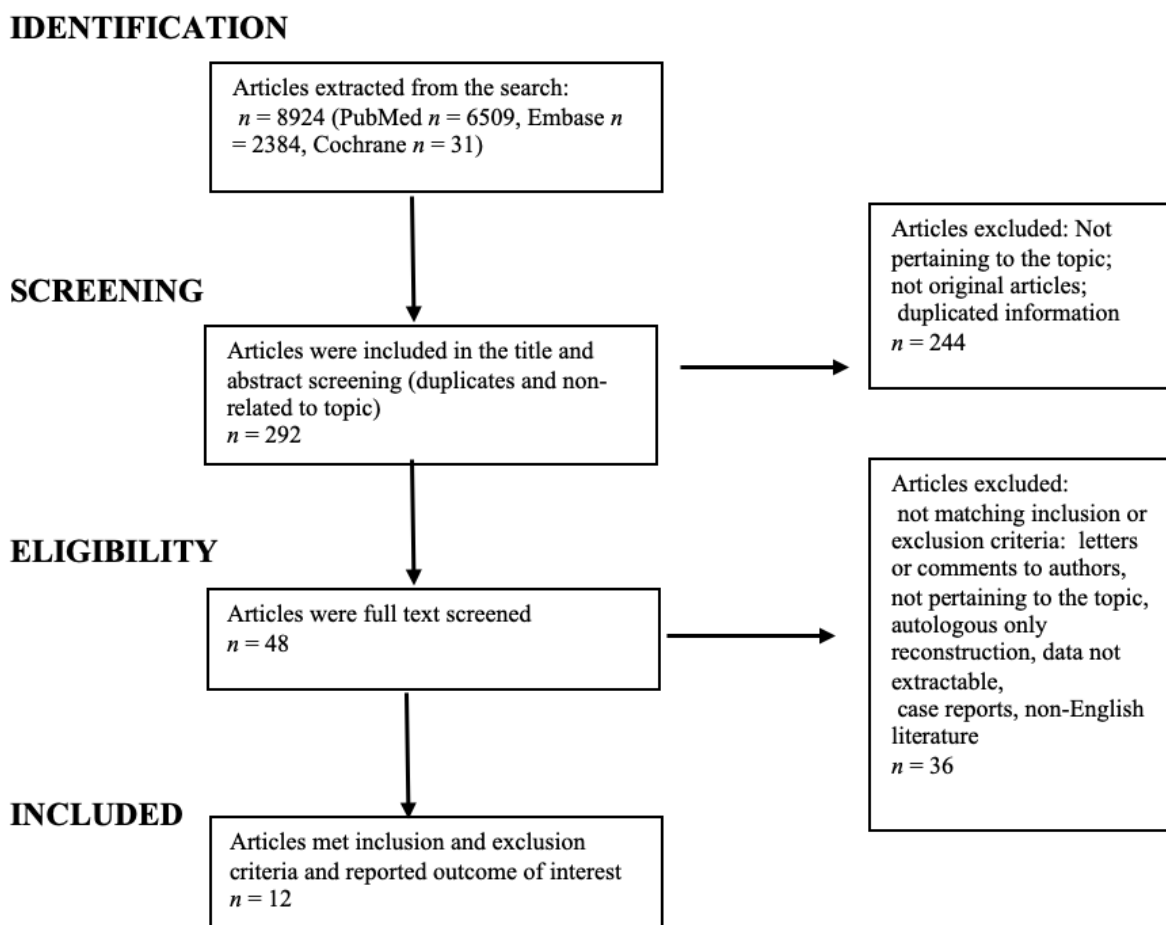 IDENTIFICATION
Articles extracted from the search:
n = 8924 (PubMed n = 6509, Embase n
= 2384, Cochrane n = 31)
SCREENING
Articles were included in the title and
abstract screening (duplicates and non-
related to topic)
n = 292
Articles excluded: Not
pertaining to the topic;
not original articles;
duplicated information
n = 244
ELIGIBILITY
Articles were full text screened
n = 48
Articles excluded:
not matching inclusion or
exclusion criteria: letters
or comments to authors,
not pertaining to the topic,
autologous only
reconstruction, data not
extractable,
case reports, non-English
literature
n = 36
INCLUDED
Articles met inclusion and exclusion
criteria and reported outcome of interest
n = 12